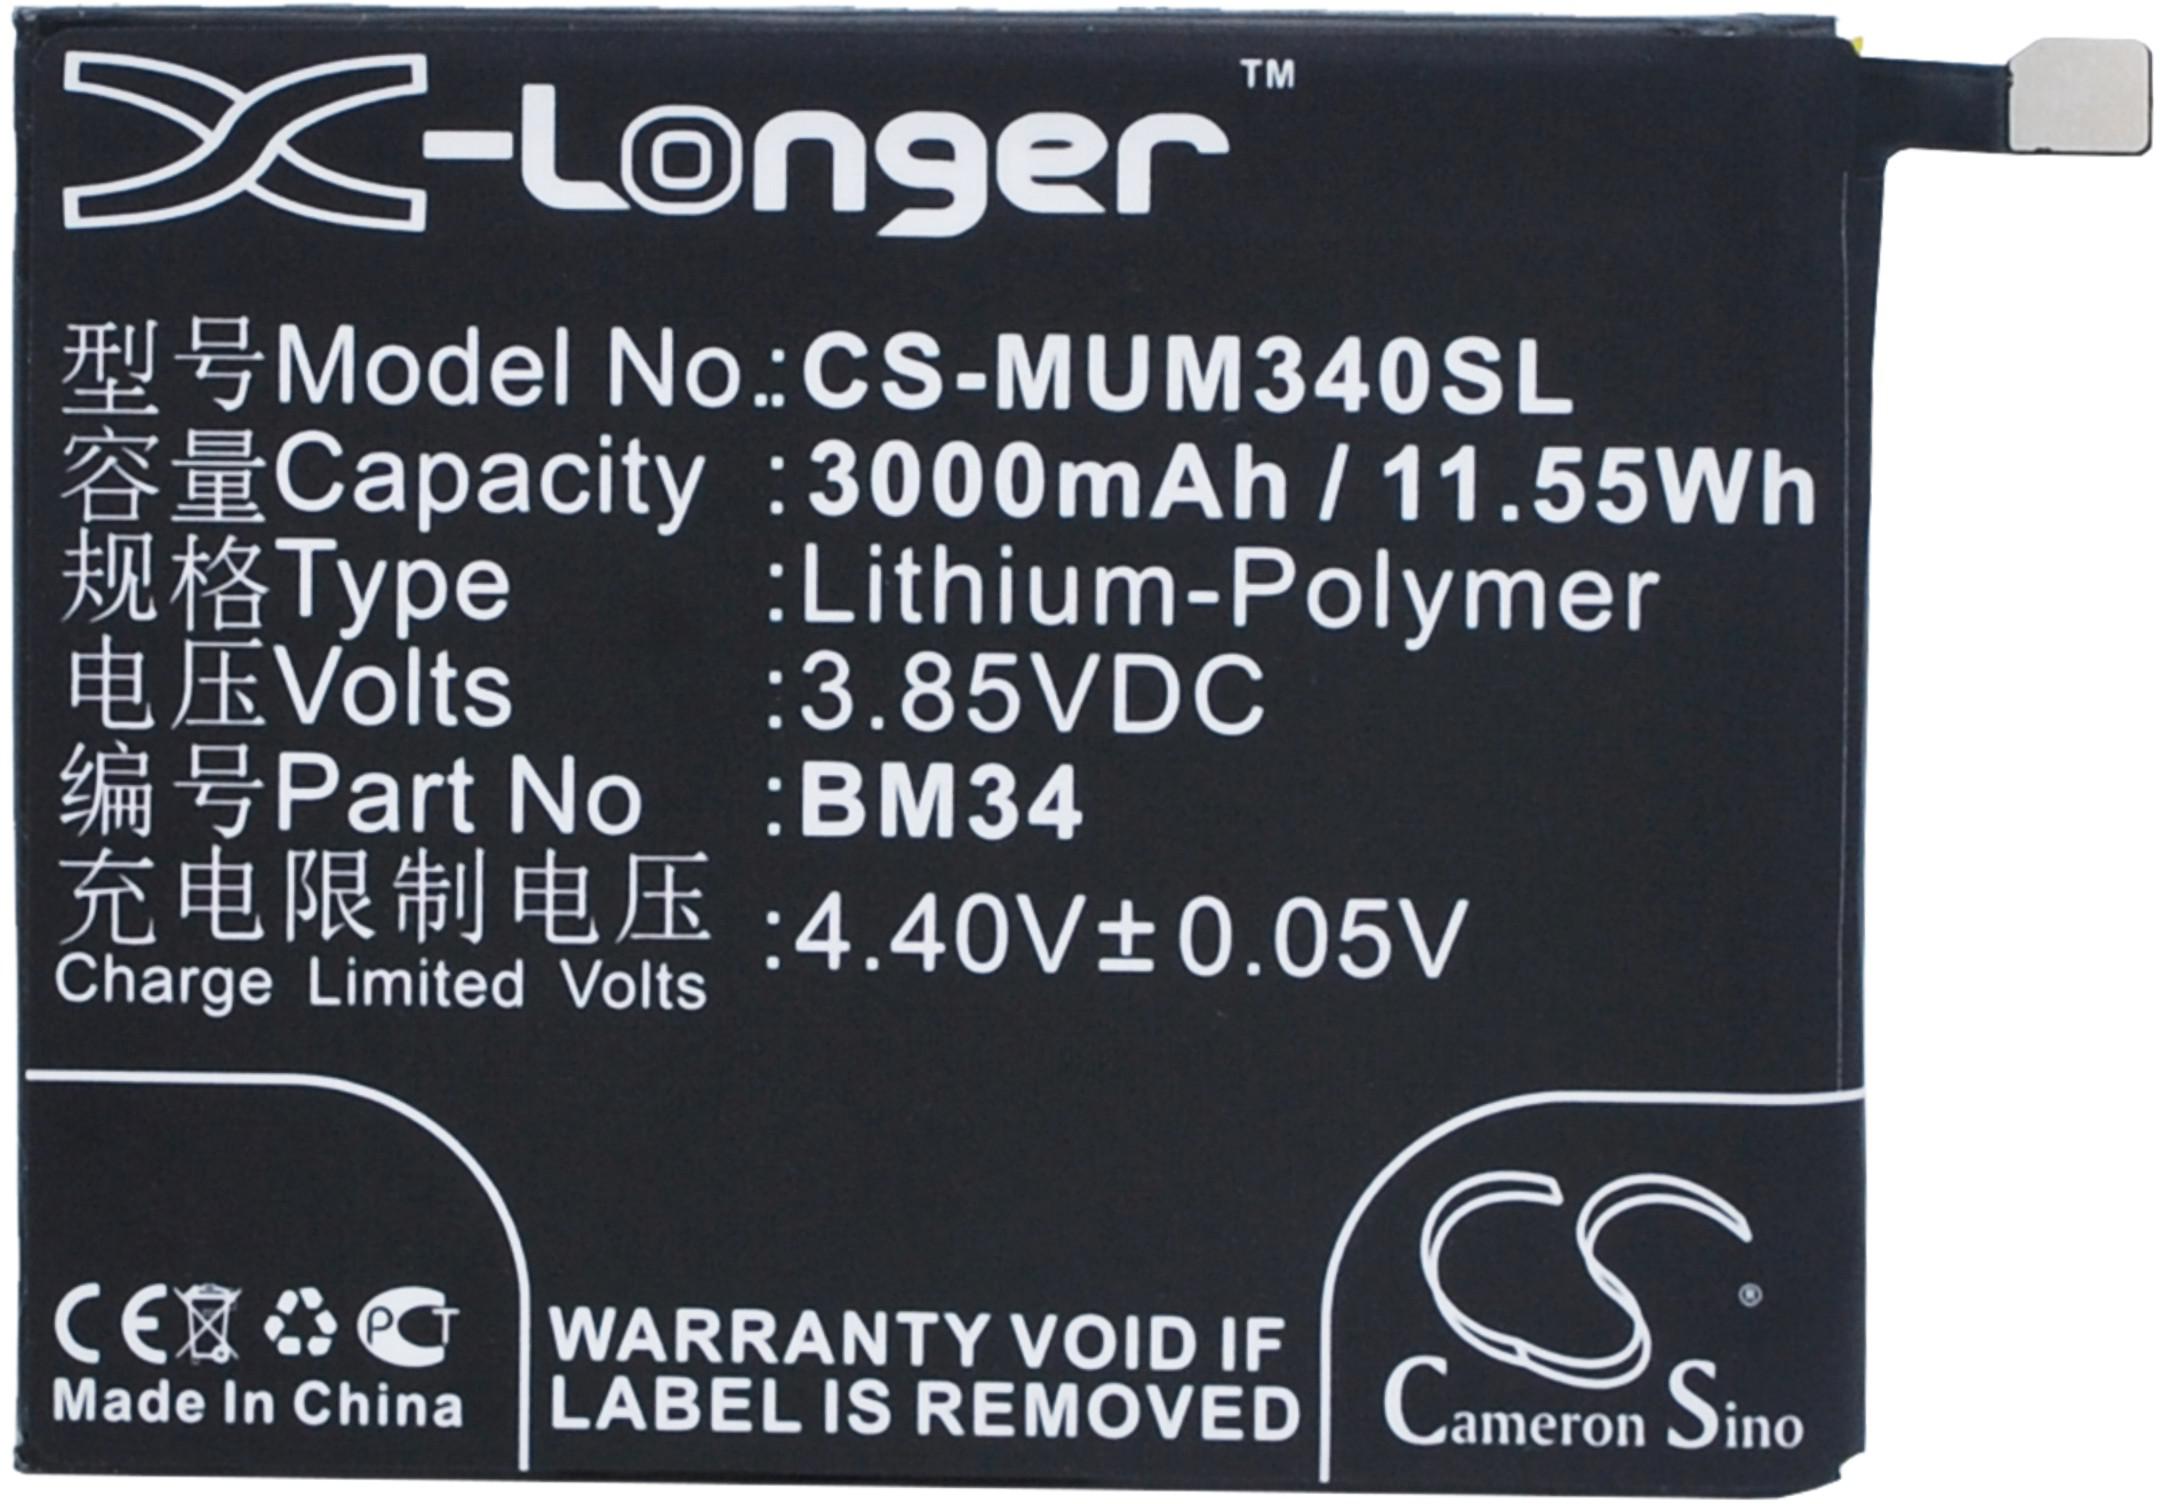 X-Longer™
型号Model No.:CS-MUM340SL
容量Capacity :3000mAh / 11.55Wh
规格Type :Lithium-Polymer
电压Volts :3.85VDC
编号Part No :BM34
充电限制电压
Charge Limited Volts :4.40V±0.05V
CE PCT
Made In China
WARRANTY VOID IF
LABEL IS REMOVED
CS®
Cameron Sino